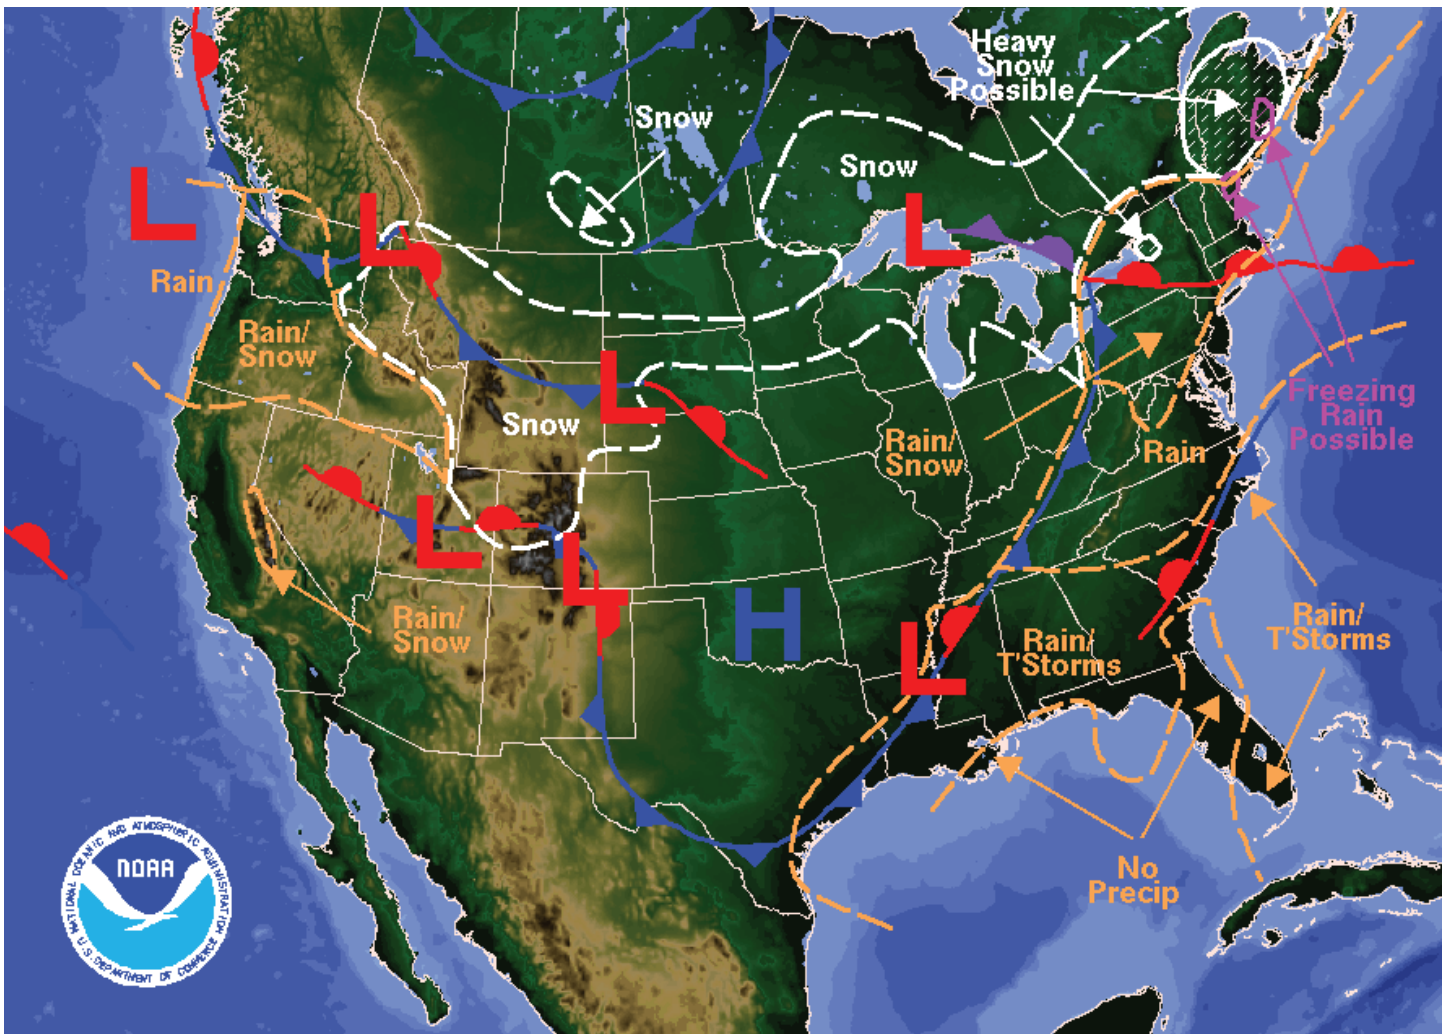 Heavy
Snow
Possible
Snow
Snow
L
L
L
Rain
Rain/
Snow
L
Freezing
Rain
Possible
Snow
Rain/
Snow
Rain
L
L
H
Rain/
Snow
L
Rain/
T'Storms
Rain/
T'Storms
No
Precip
NOAA
NATIONAL OCEANIC AND ATMOSPHERIC ADMINISTRATION
U.S. DEPARTMENT OF COMMERCE